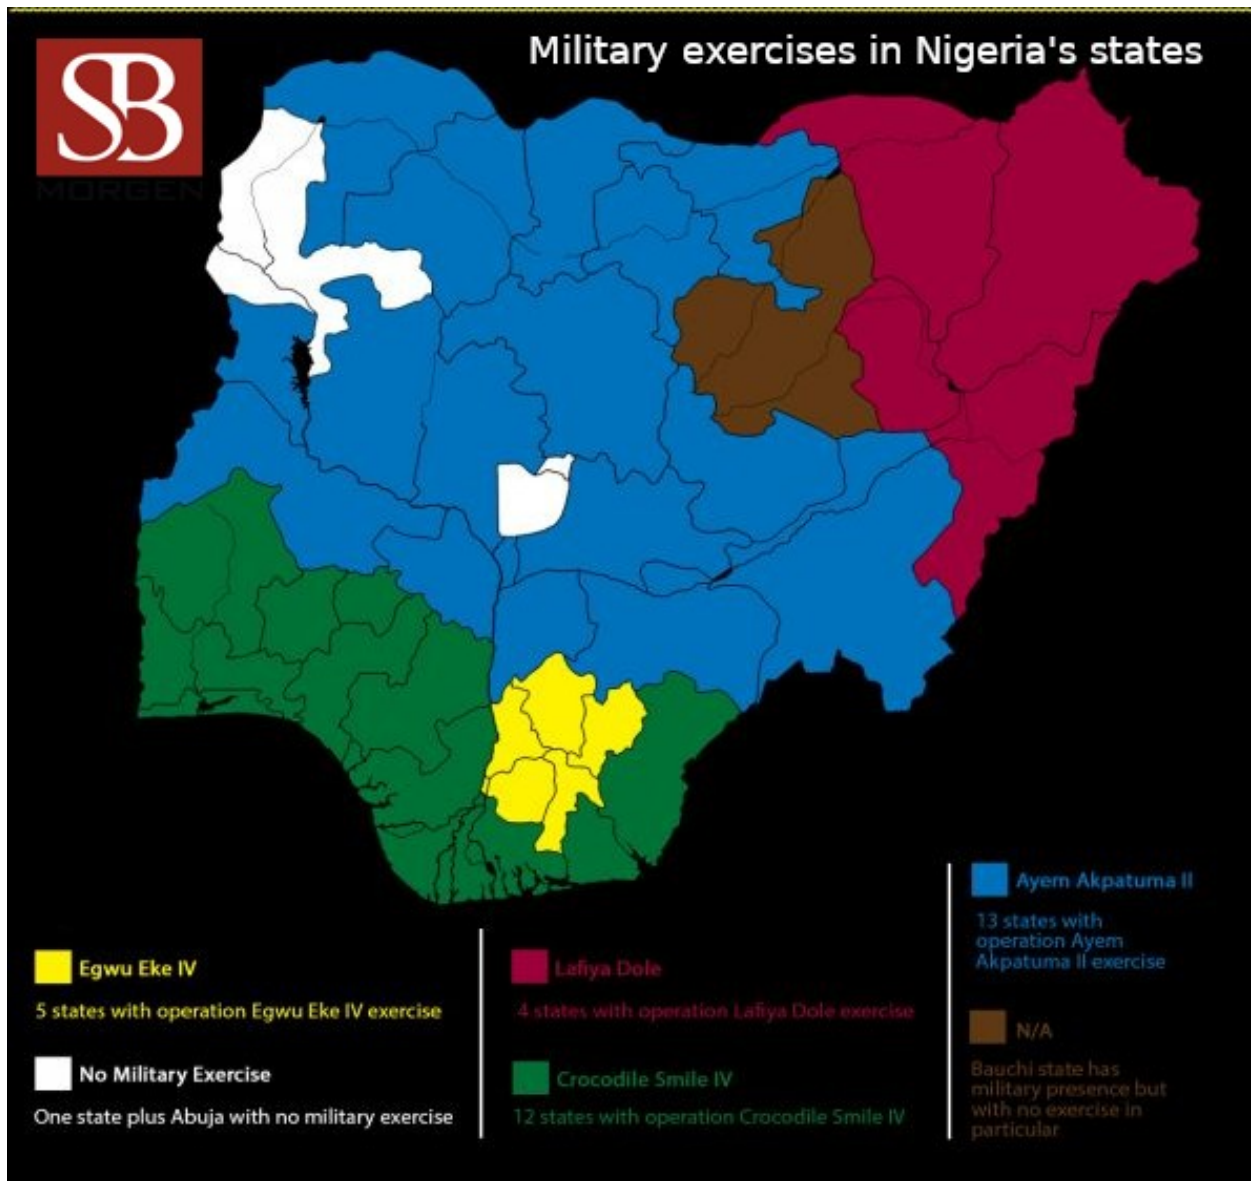 Military exercises in Nigeria's states
SB
MORGEN
Egwu Eke IV
5 states with operation Egwu Eke IV exercise
No Military Exercise
One state plus Abuja with no military exercise
Lafiya Dole
4 states with operation Lafiya Dole exercise
Crocodile Smile IV
12 states with operation Crocodile Smile IV
Ayem Akpatuma II
13 states with
operation Ayem
Akpatuma II exercise
N/A
Bauchi state has
military presence but
with no exercise in
particular